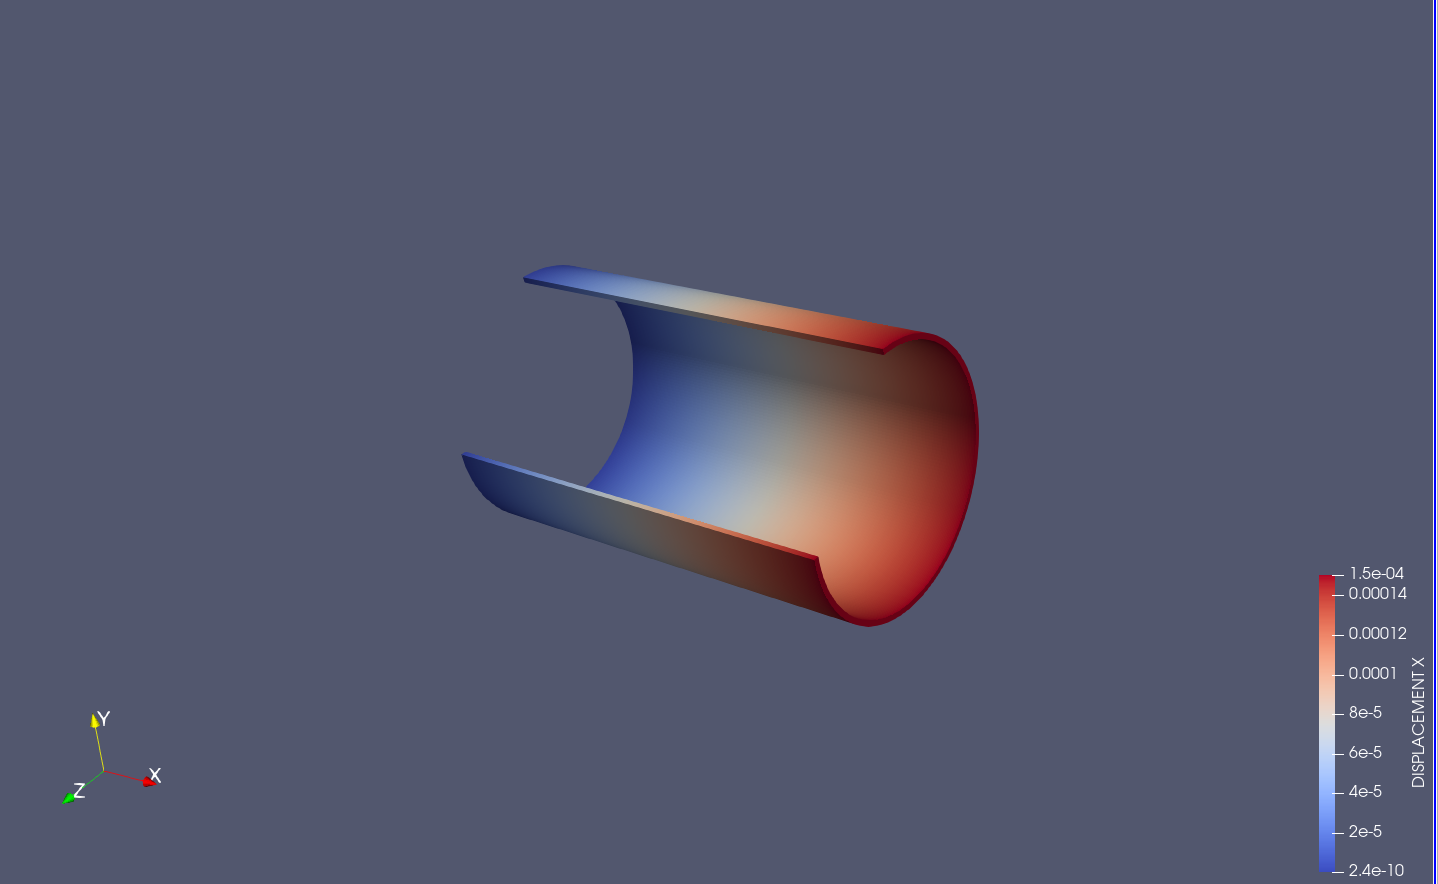 1.5e-04
0.00014
0.00012
DISPLACEMENT X
0.0001
8e-5
6e-5
4e-5
2e-5
2.4e-10
Y
X
Z